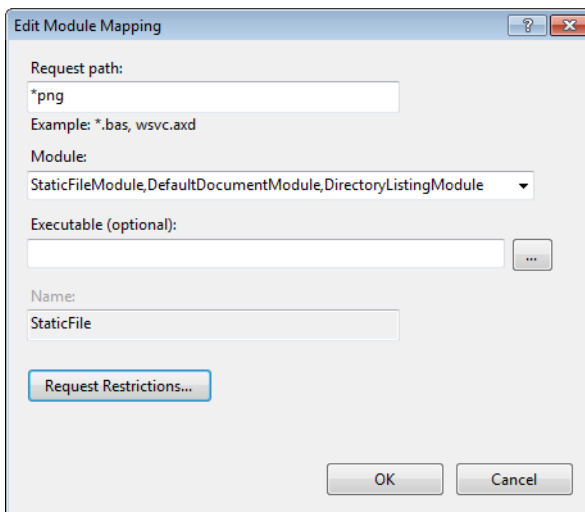 Edit Module Mapping
?
Request path:
*png
Example: *.bas, wsvc.axd
Module:
StaticFileModule,DefaultDocumentModule,DirectoryListingModule
Executable (optional):
...
Name:
StaticFile
Request Restrictions...
OK Cancel